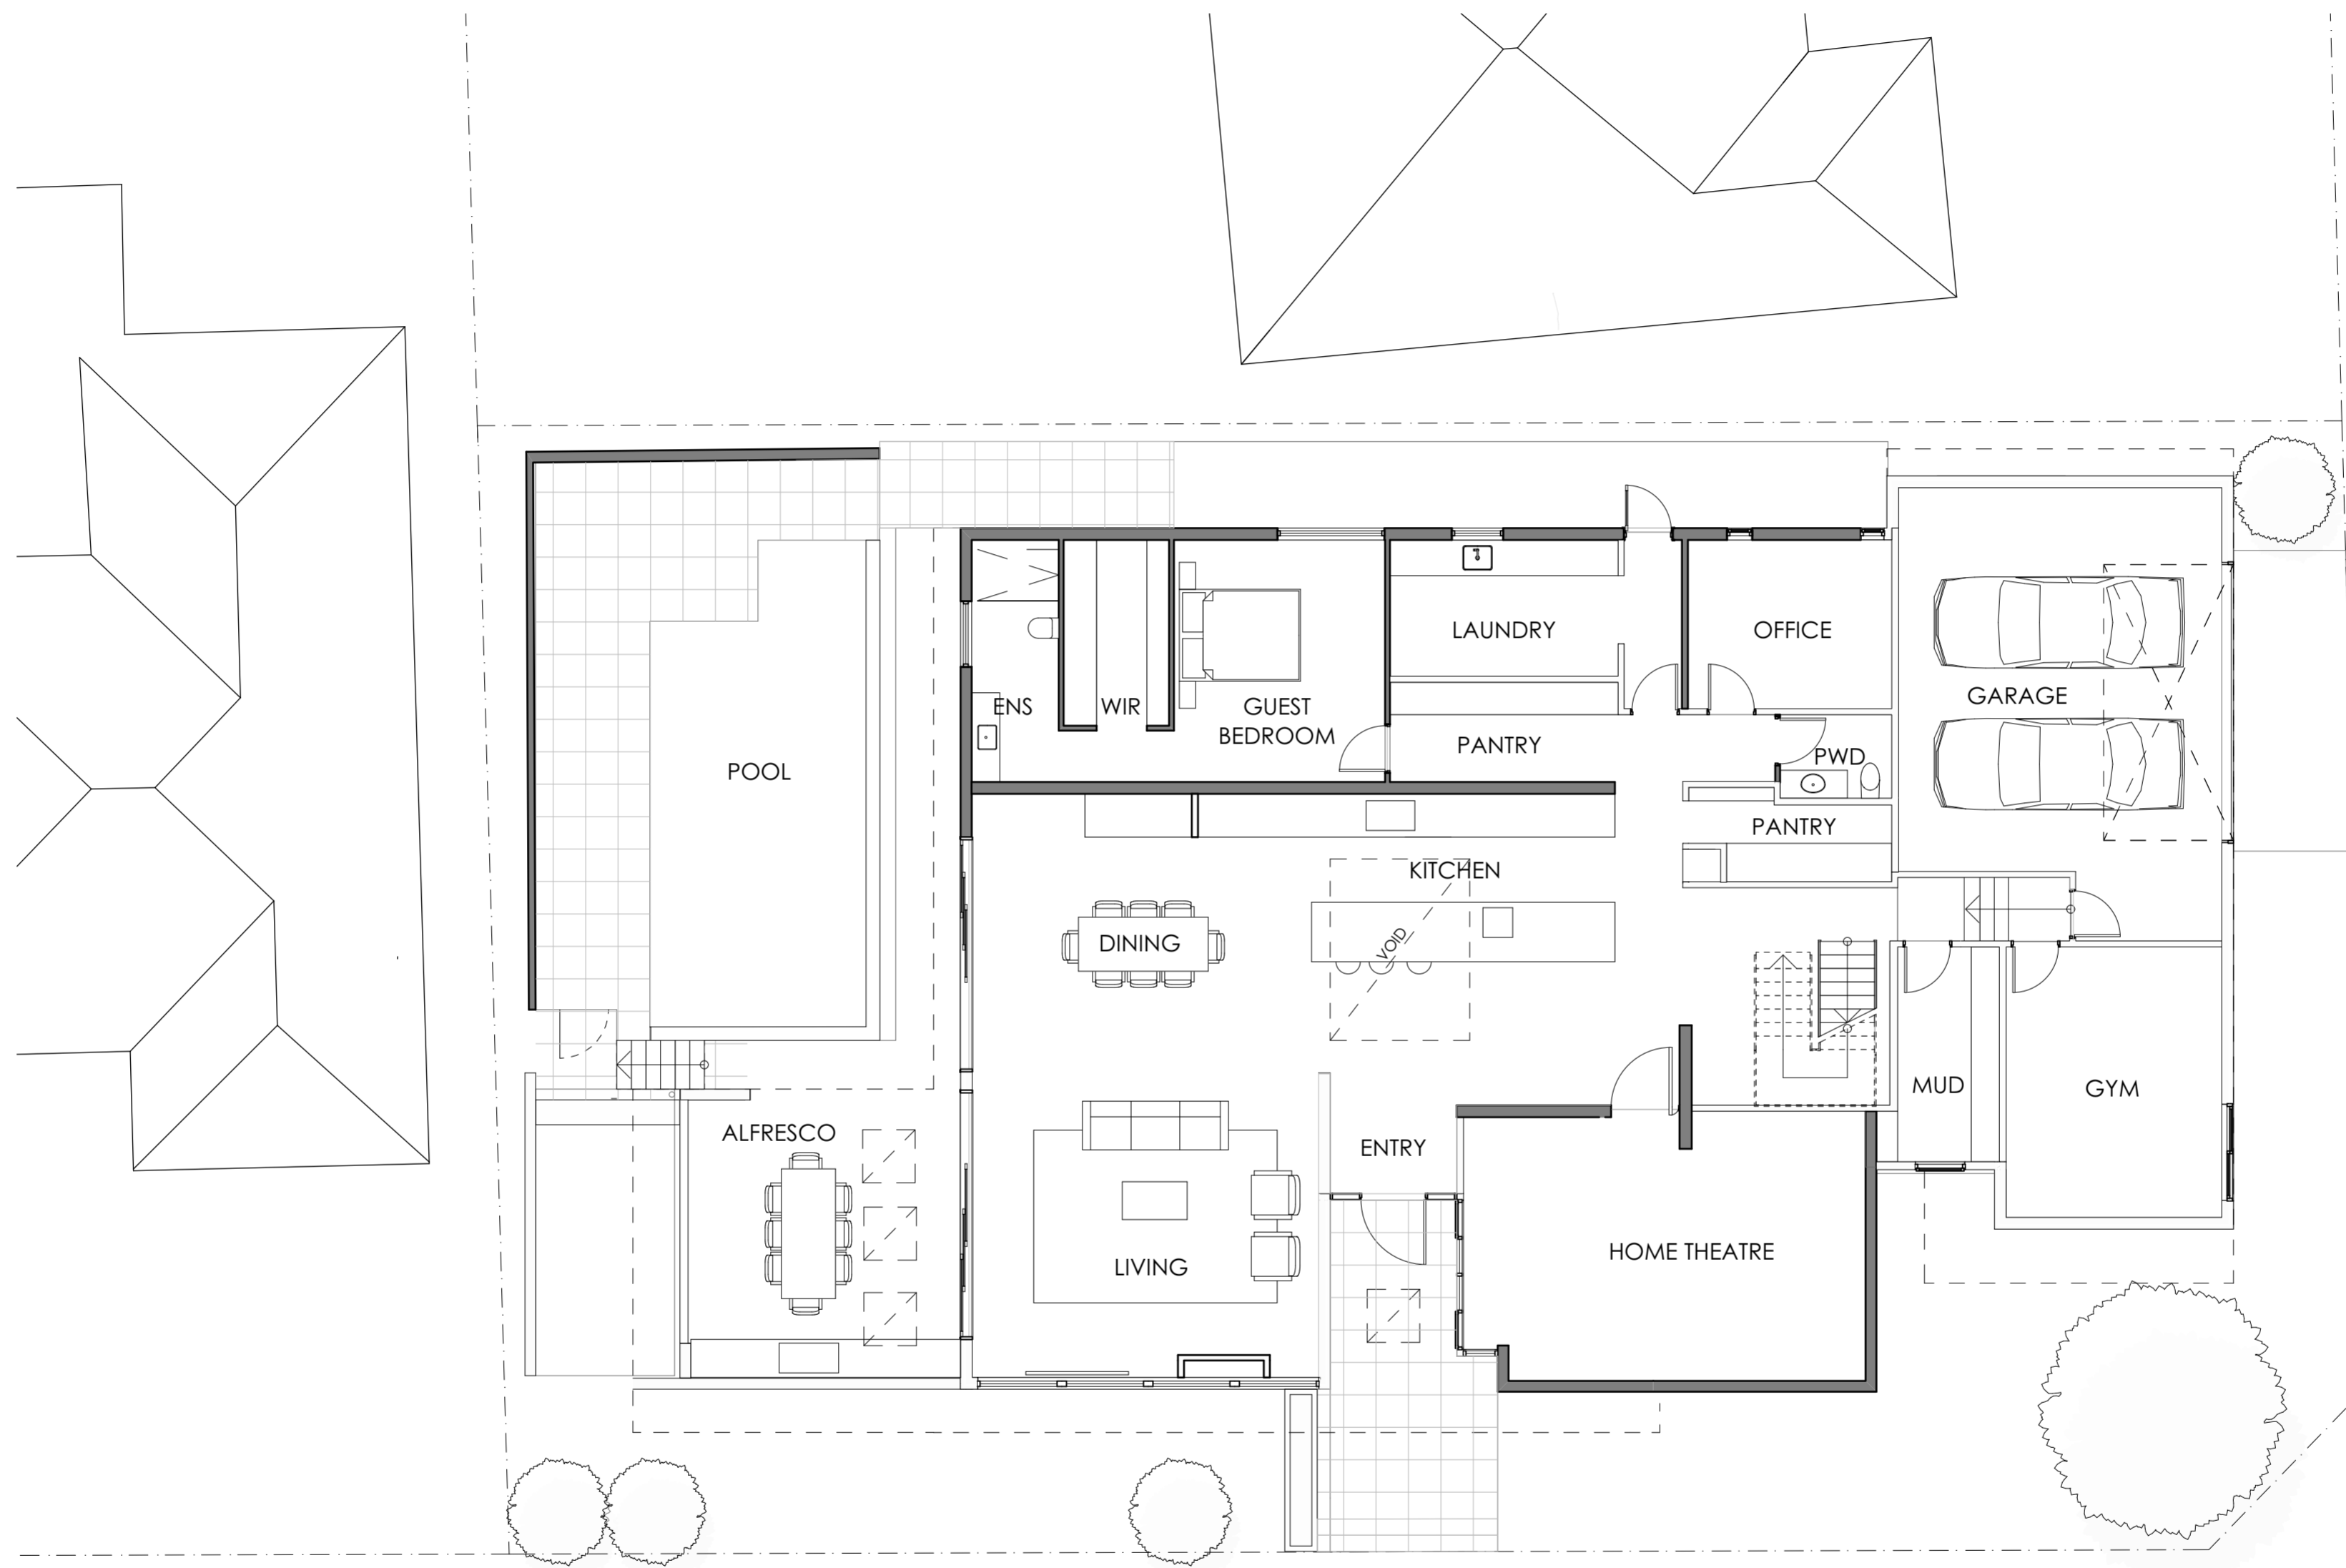 LAUNDRY
OFFICE
GARAGE
ENS
WIR
GUEST
BEDROOM
PANTRY
PWD
POOL
PANTRY
KITCHEN
DINING
VOID
MUD
GYM
ALFRESCO
ENTRY
HOME THEATRE
LIVING